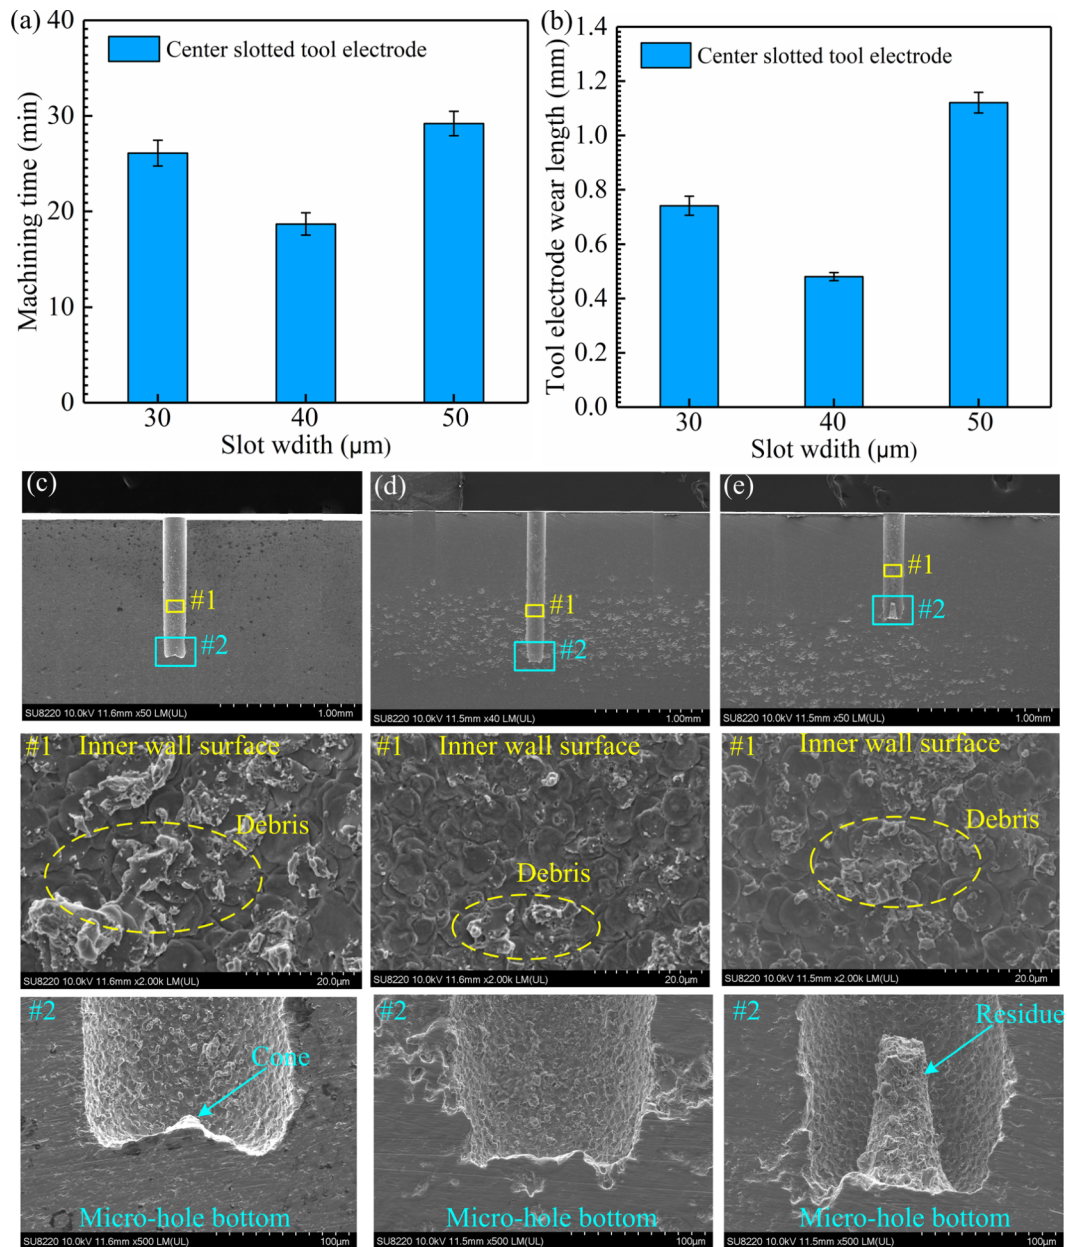 (a)
40
30
20
10
0
Machining time (min)
Center slotted tool electrode
30 40 50
Slot wdith (μm)
(b)
1.4
1.2
1.0
0.8
0.6
0.4
0.2
0.0
Tool electrode wear length (mm)
Center slotted tool electrode
30 40 50
Slot wdith (μm)
(c)
#1
#2
SU8220 10.0kV 11.6mm x50 LM(UL) 1.00mm
(d)
#1
#2
SU8220 10.0kV 11.5mm x40 LM(UL) 1.00mm
(e)
#1
#2
SU8220 10.0kV 11.5mm x50 LM(UL) 1.00mm
#1 Inner wall surface
Debris
SU8220 10.0kV 11.6mm x2.00k LM(UL) 20.0μm
#1 Inner wall surface
Debris
SU8220 10.0kV 11.6mm x2.00k LM(UL) 20.0μm
#1 Inner wall surface
Debris
SU8220 10.0kV 11.5mm x2.00k LM(UL) 20.0μm
#2
Cone
Micro-hole bottom
SU8220 10.0kV 11.6mm x500 LM(UL) 100μm
#2
Micro-hole bottom
SU8220 10.0kV 11.5mm x500 LM(UL) 100μm
#2
Residue
Micro-hole bottom
SU8220 10.0kV 11.5mm x500 LM(UL) 100μm